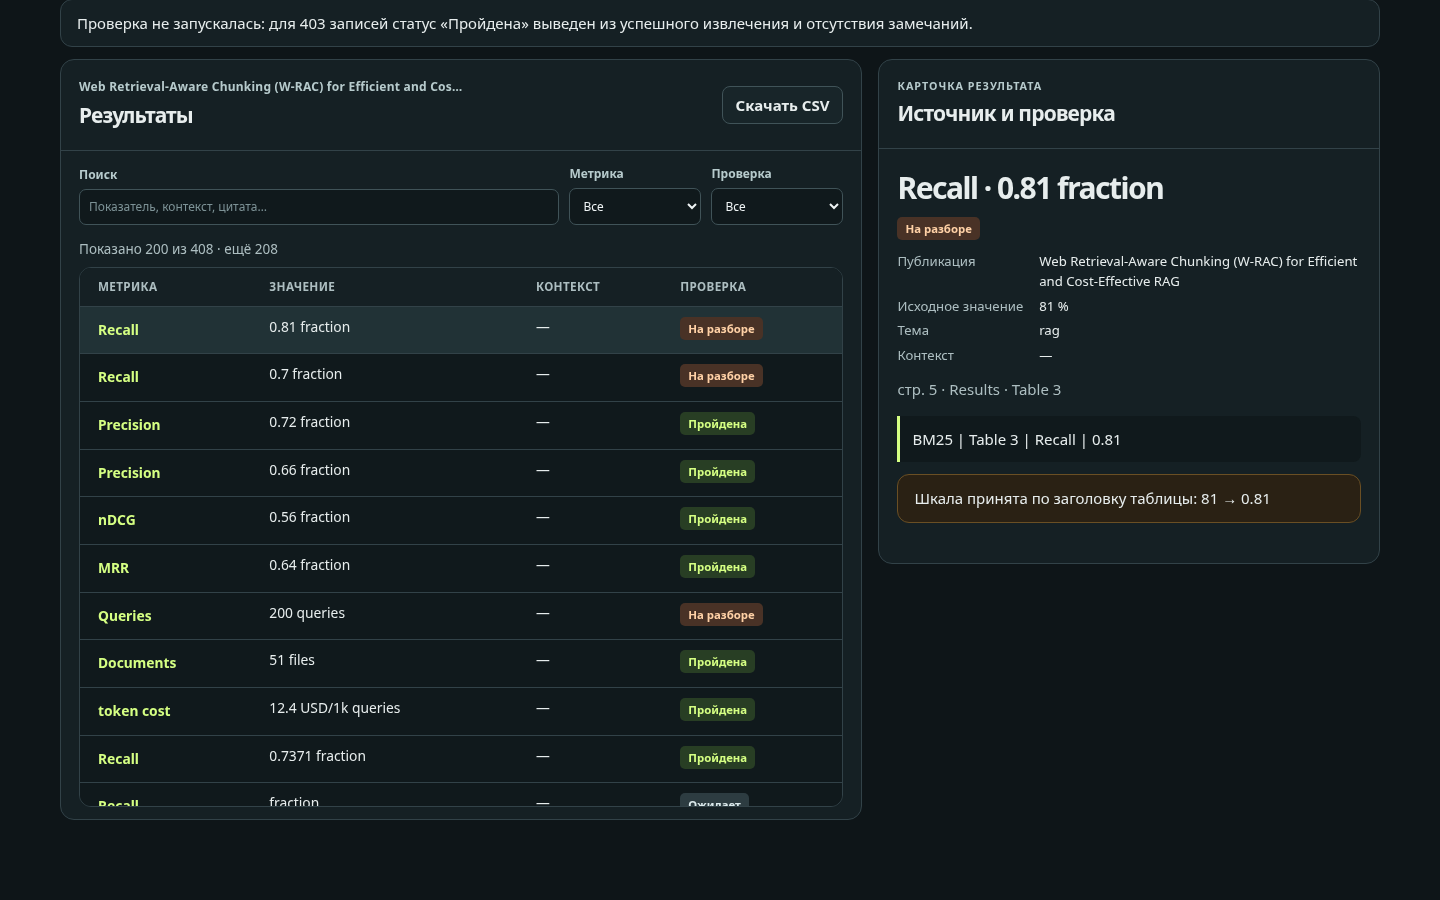 Проверка не запускалась: для 403 записей статус «Пройдена» выведен из успешного извлечения и отсутствия замечаний.
Web Retrieval-Aware Chunking (W-RAC) for Efficient and Cos...
Результаты
Скачать CSV
Поиск
Метрика
Проверка
Показатель, контекст, цитата...
Все
Все
Показано 200 из 408 · ещё 208
МЕТРИКА ЗНАЧЕНИЕ КОНТЕКСТ ПРОВЕРКА
Recall 0.81 fraction — На разборе
Recall 0.7 fraction — На разборе
Precision 0.72 fraction — Пройдена
Precision 0.66 fraction — Пройдена
nDCG 0.56 fraction — Пройдена
MRR 0.64 fraction — Пройдена
Queries 200 queries — На разборе
Documents 51 files — Пройдена
token cost 12.4 USD/1k queries — Пройдена
Recall 0.7371 fraction — Пройдена
Recall fraction — Ожидает
КАРТОЧКА РЕЗУЛЬТАТА
Источник и проверка
Recall · 0.81 fraction
На разборе
Публикация Web Retrieval-Aware Chunking (W-RAC) for Efficient
and Cost-Effective RAG
Исходное значение 81 %
Тема rag
Контекст —
стр. 5 · Results · Table 3
BM25 | Table 3 | Recall | 0.81
Шкала принята по заголовку таблицы: 81 → 0.81